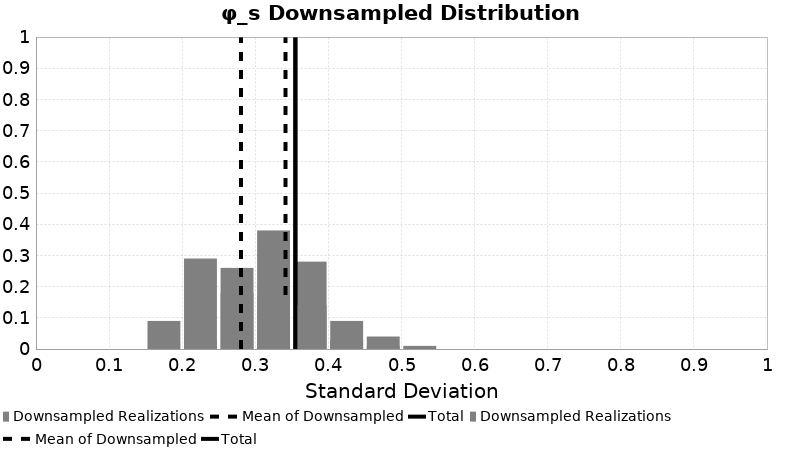 φ_s Downsampled Distribution
1
0.9
0.8
0.7
0.6
0.5
0.4
0.3
0.2
0.1
0
0 0.1 0.2 0.3 0.4 0.5 0.6 0.7 0.8 0.9 1
Standard Deviation
Downsampled Realizations Mean of Downsampled Total Downsampled Realizations
Mean of Downsampled Total